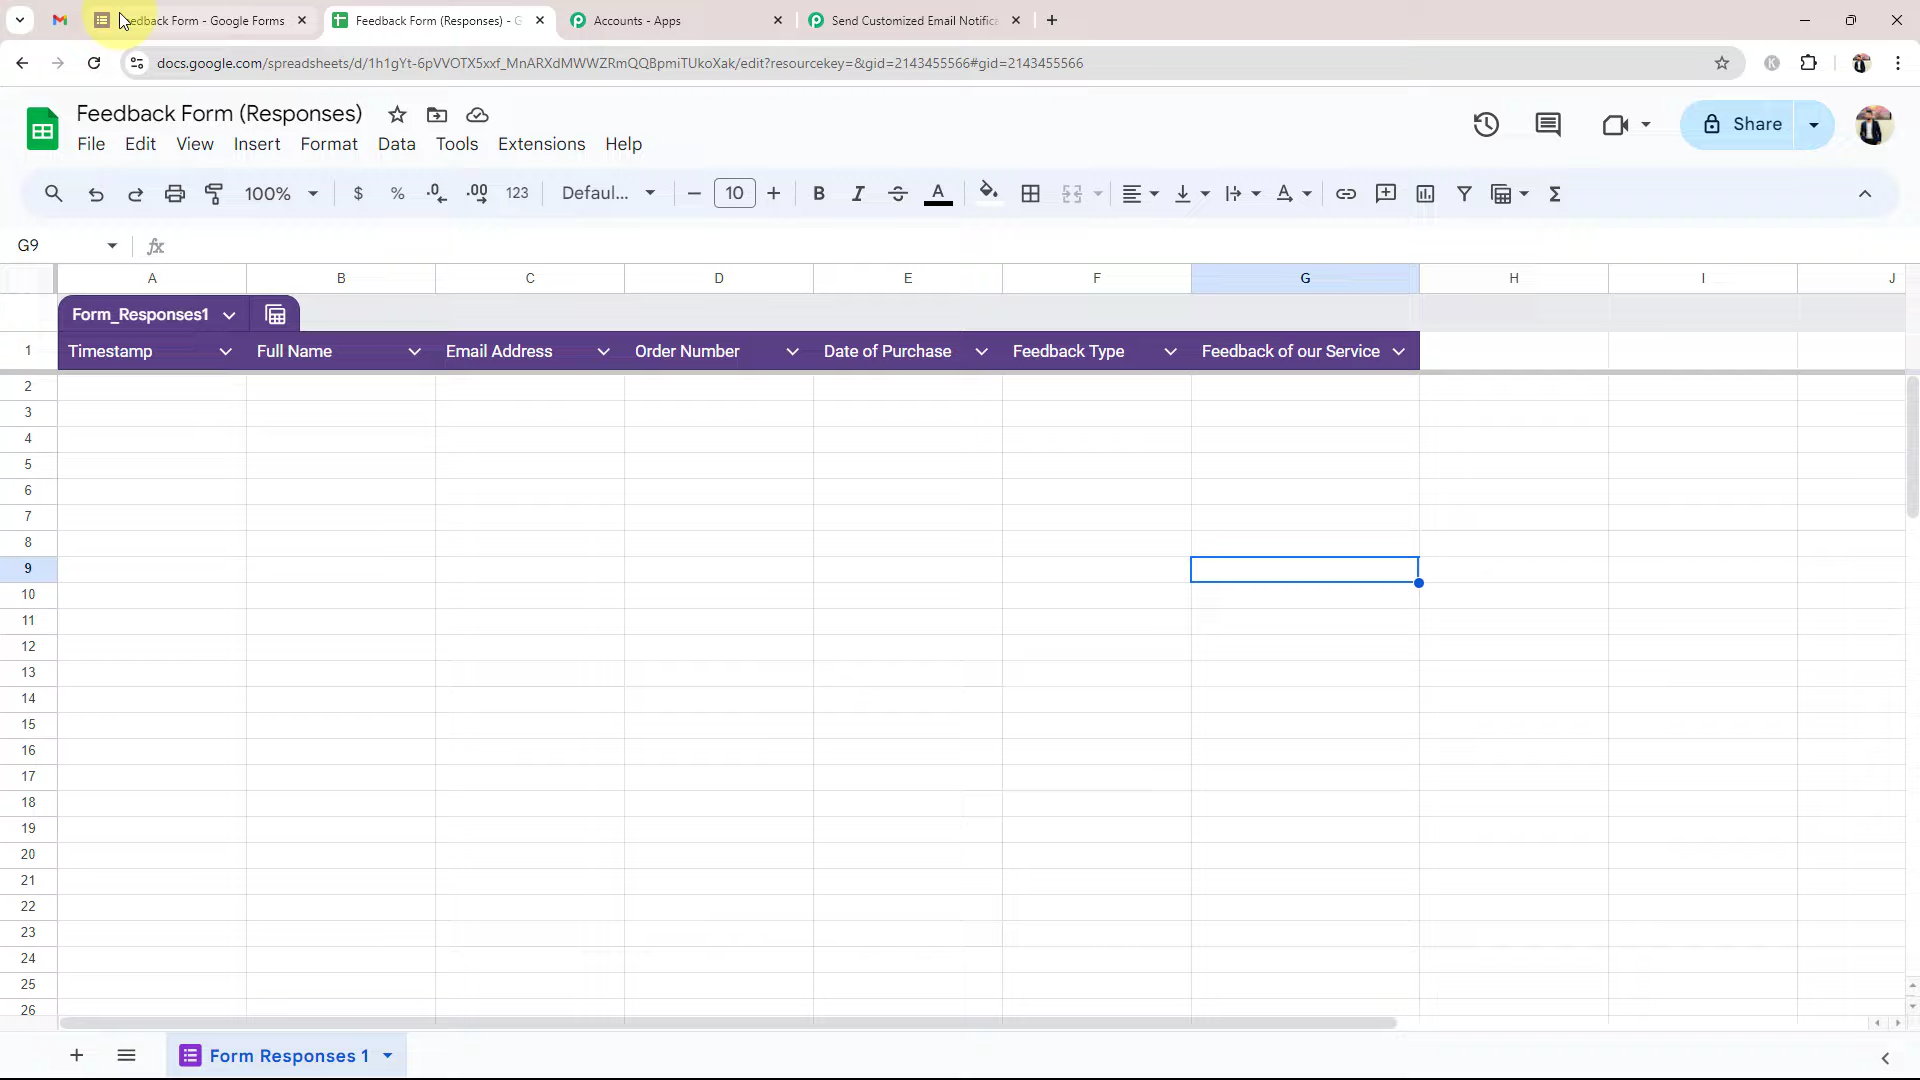 edback Form - Google Forms
Feedback Form (Responses) - G
Accounts - Apps
Send Customized Email Notifica
docs.google.com/spreadsheets/d/1h1gYt-6pVVOTX5xxf_MnARXdMWWZRmQQBpmiTUkoXak/edit?resourcekey=&gid=2143455566#gid=2143455566
Feedback Form (Responses)
Share
File Edit View Insert Format Data Tools Extensions Help
100% $ % .0 .00 123 Defaul... 10 B I S A
G9 fx
A B C D E F G H I J
Form_Responses1
1 Timestamp Full Name Email Address Order Number Date of Purchase Feedback Type Feedback of our Service
2
3
4
5
6
7
8
9
10
11
12
13
14
15
16
17
18
19
20
21
22
23
24
25
26
Form Responses 1